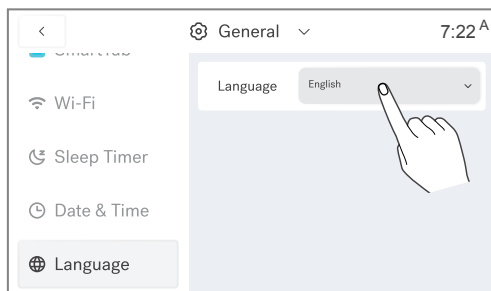 General
7:22 A
Wi-Fi
Sleep Timer
Date & Time
Language
Language
English